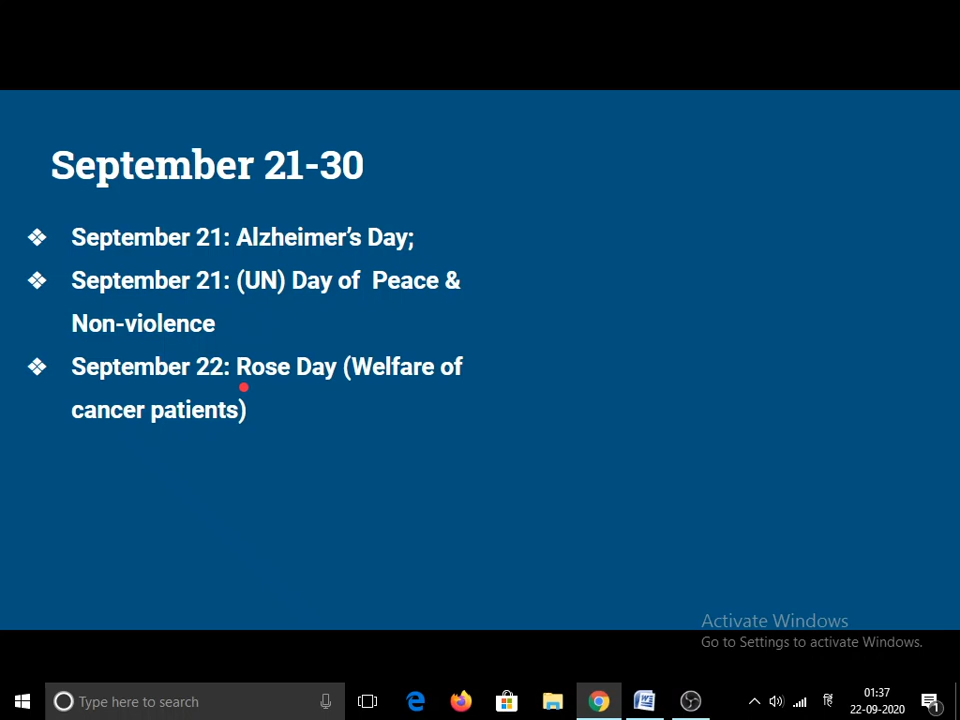 September 21-30
❖ September 21: Alzheimer’s Day;
❖ September 21: (UN) Day of Peace &
Non-violence
❖ September 22: Rose Day (Welfare of
cancer patients)
Activate Windows
Go to Settings to activate Windows.
Type here to search
हिं
01:37
22-09-2020
1